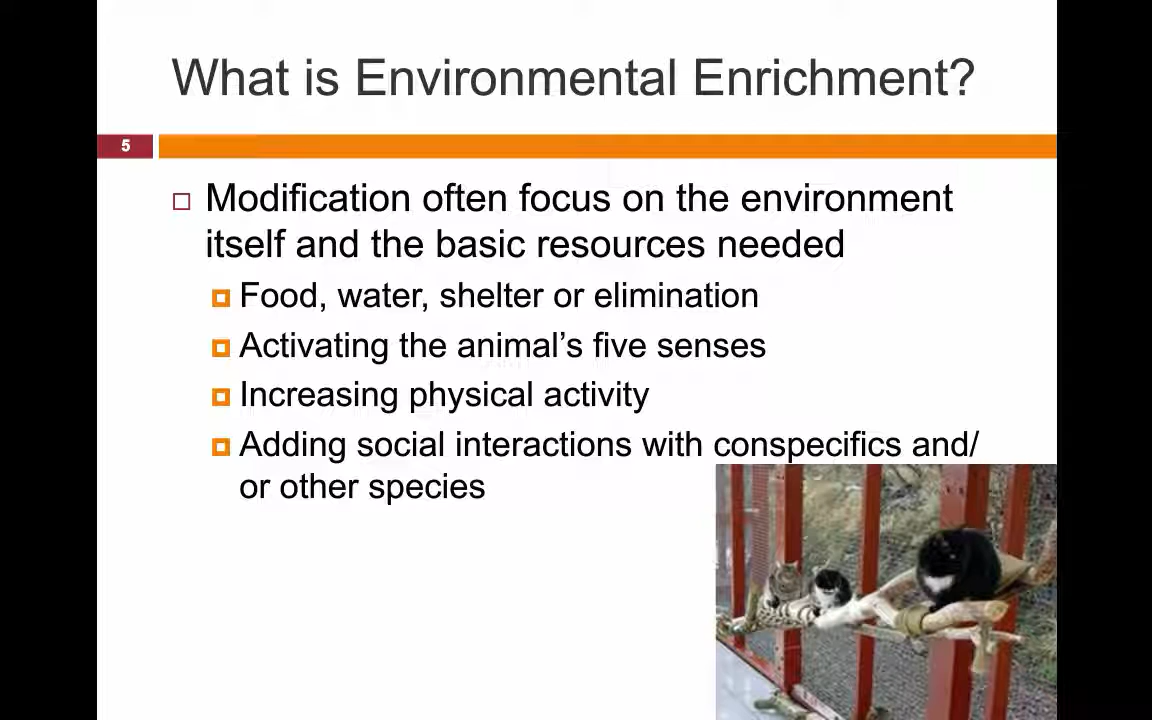 What is Environmental Enrichment?
5
Modification often focus on the environment
itself and the basic resources needed
Food, water, shelter or elimination
Activating the animal’s five senses
Increasing physical activity
Adding social interactions with conspecifics and/
or other species